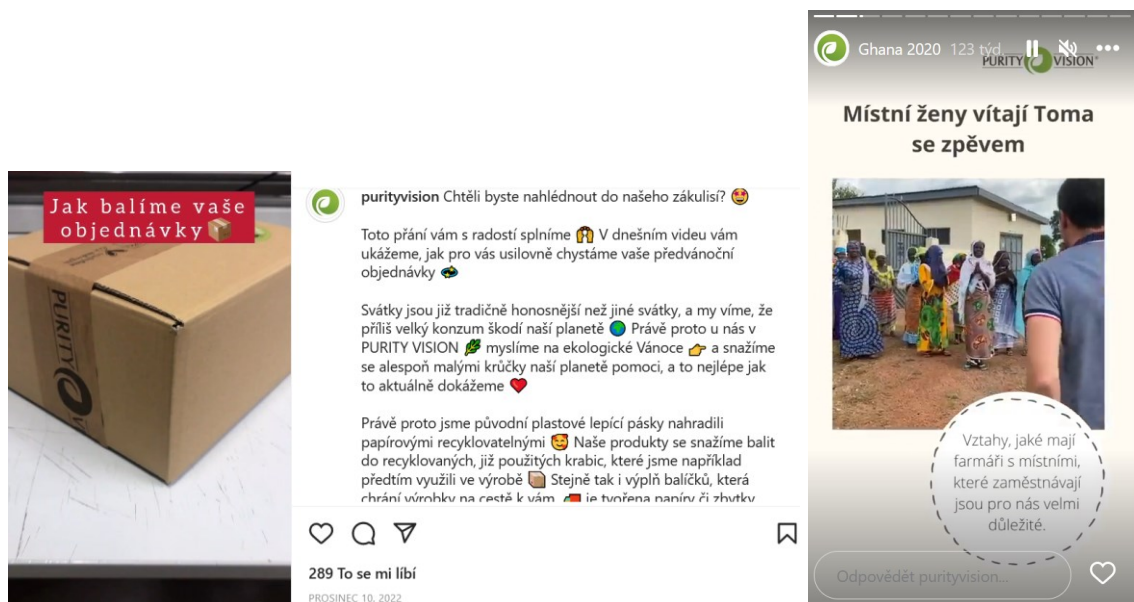 Jak balíme vaše
objednávky📦
PURITY V
purityvision Chtěli byste nahlédnout do našeho zákulisí? 🤩
Toto přání vám s radostí splníme 🙌 V dnešním videu vám
ukážeme, jak pro vás usilovně chystáme vaše předvánoční
objednávky 💫
Svátky jsou již tradičně honosnější než jiné svátky, a my víme, že
příliš velký konzum škodí naší planetě 🌍 Právě proto u nás v
PURITY VISION 🌿 myslíme na ekologické Vánoce 👉 a snažíme
se alespoň malými krůčky naší planetě pomoci, a to nejlépe jak
to aktuálně dokážeme ❤️
Právě proto jsme původní plastové lepící pásky nahradili
papírovými recyklovatelnými 🥰 Naše produkty se snažíme balit
do recyklovaných, již použitých krabic, které jsme například
předtím využili ve výrobě 📦 Stejně tak i výplň balíčků, která
chrání výrobky na cestě k vám, je tvořena papíry či zbytky
289 To se mi líbí
PROSINEC 10, 2022
Ghana 2020 123 týd.
PURITY VISION®
Místní ženy vítají Toma
se zpěvem
Vztahy, jaké mají
farmáři s místními,
které zaměstnávají
jsou pro nás velmi
důležité.
Odpovědět purityvision...